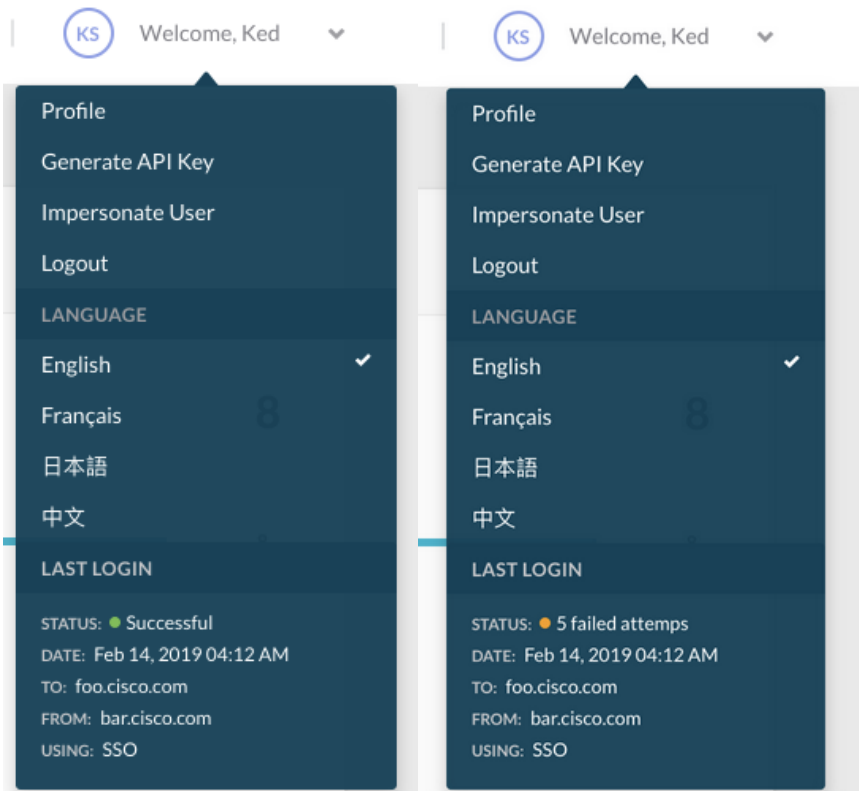 KS Welcome, Ked
Profile
Generate API Key
Impersonate User
Logout
LANGUAGE
English
Français
日本語
中文
8
LAST LOGIN
STATUS: Successful
DATE: Feb 14, 2019 04:12 AM
TO: foo.cisco.com
FROM: bar.cisco.com
USING: SSO
KS Welcome, Ked
Profile
Generate API Key
Impersonate User
Logout
LANGUAGE
English
Français
8
日本語
中文
LAST LOGIN
STATUS: 5 failed attemps
DATE: Feb 14, 2019 04:12 AM
TO: foo.cisco.com
FROM: bar.cisco.com
USING: SSO